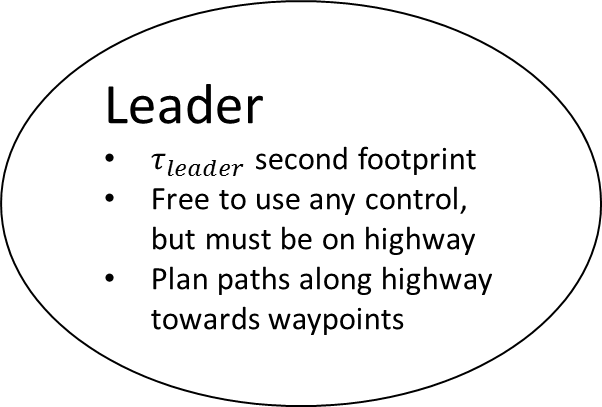 Leader
• τ_leader second footprint
• Free to use any control,
but must be on highway
• Plan paths along highway
towards waypoints